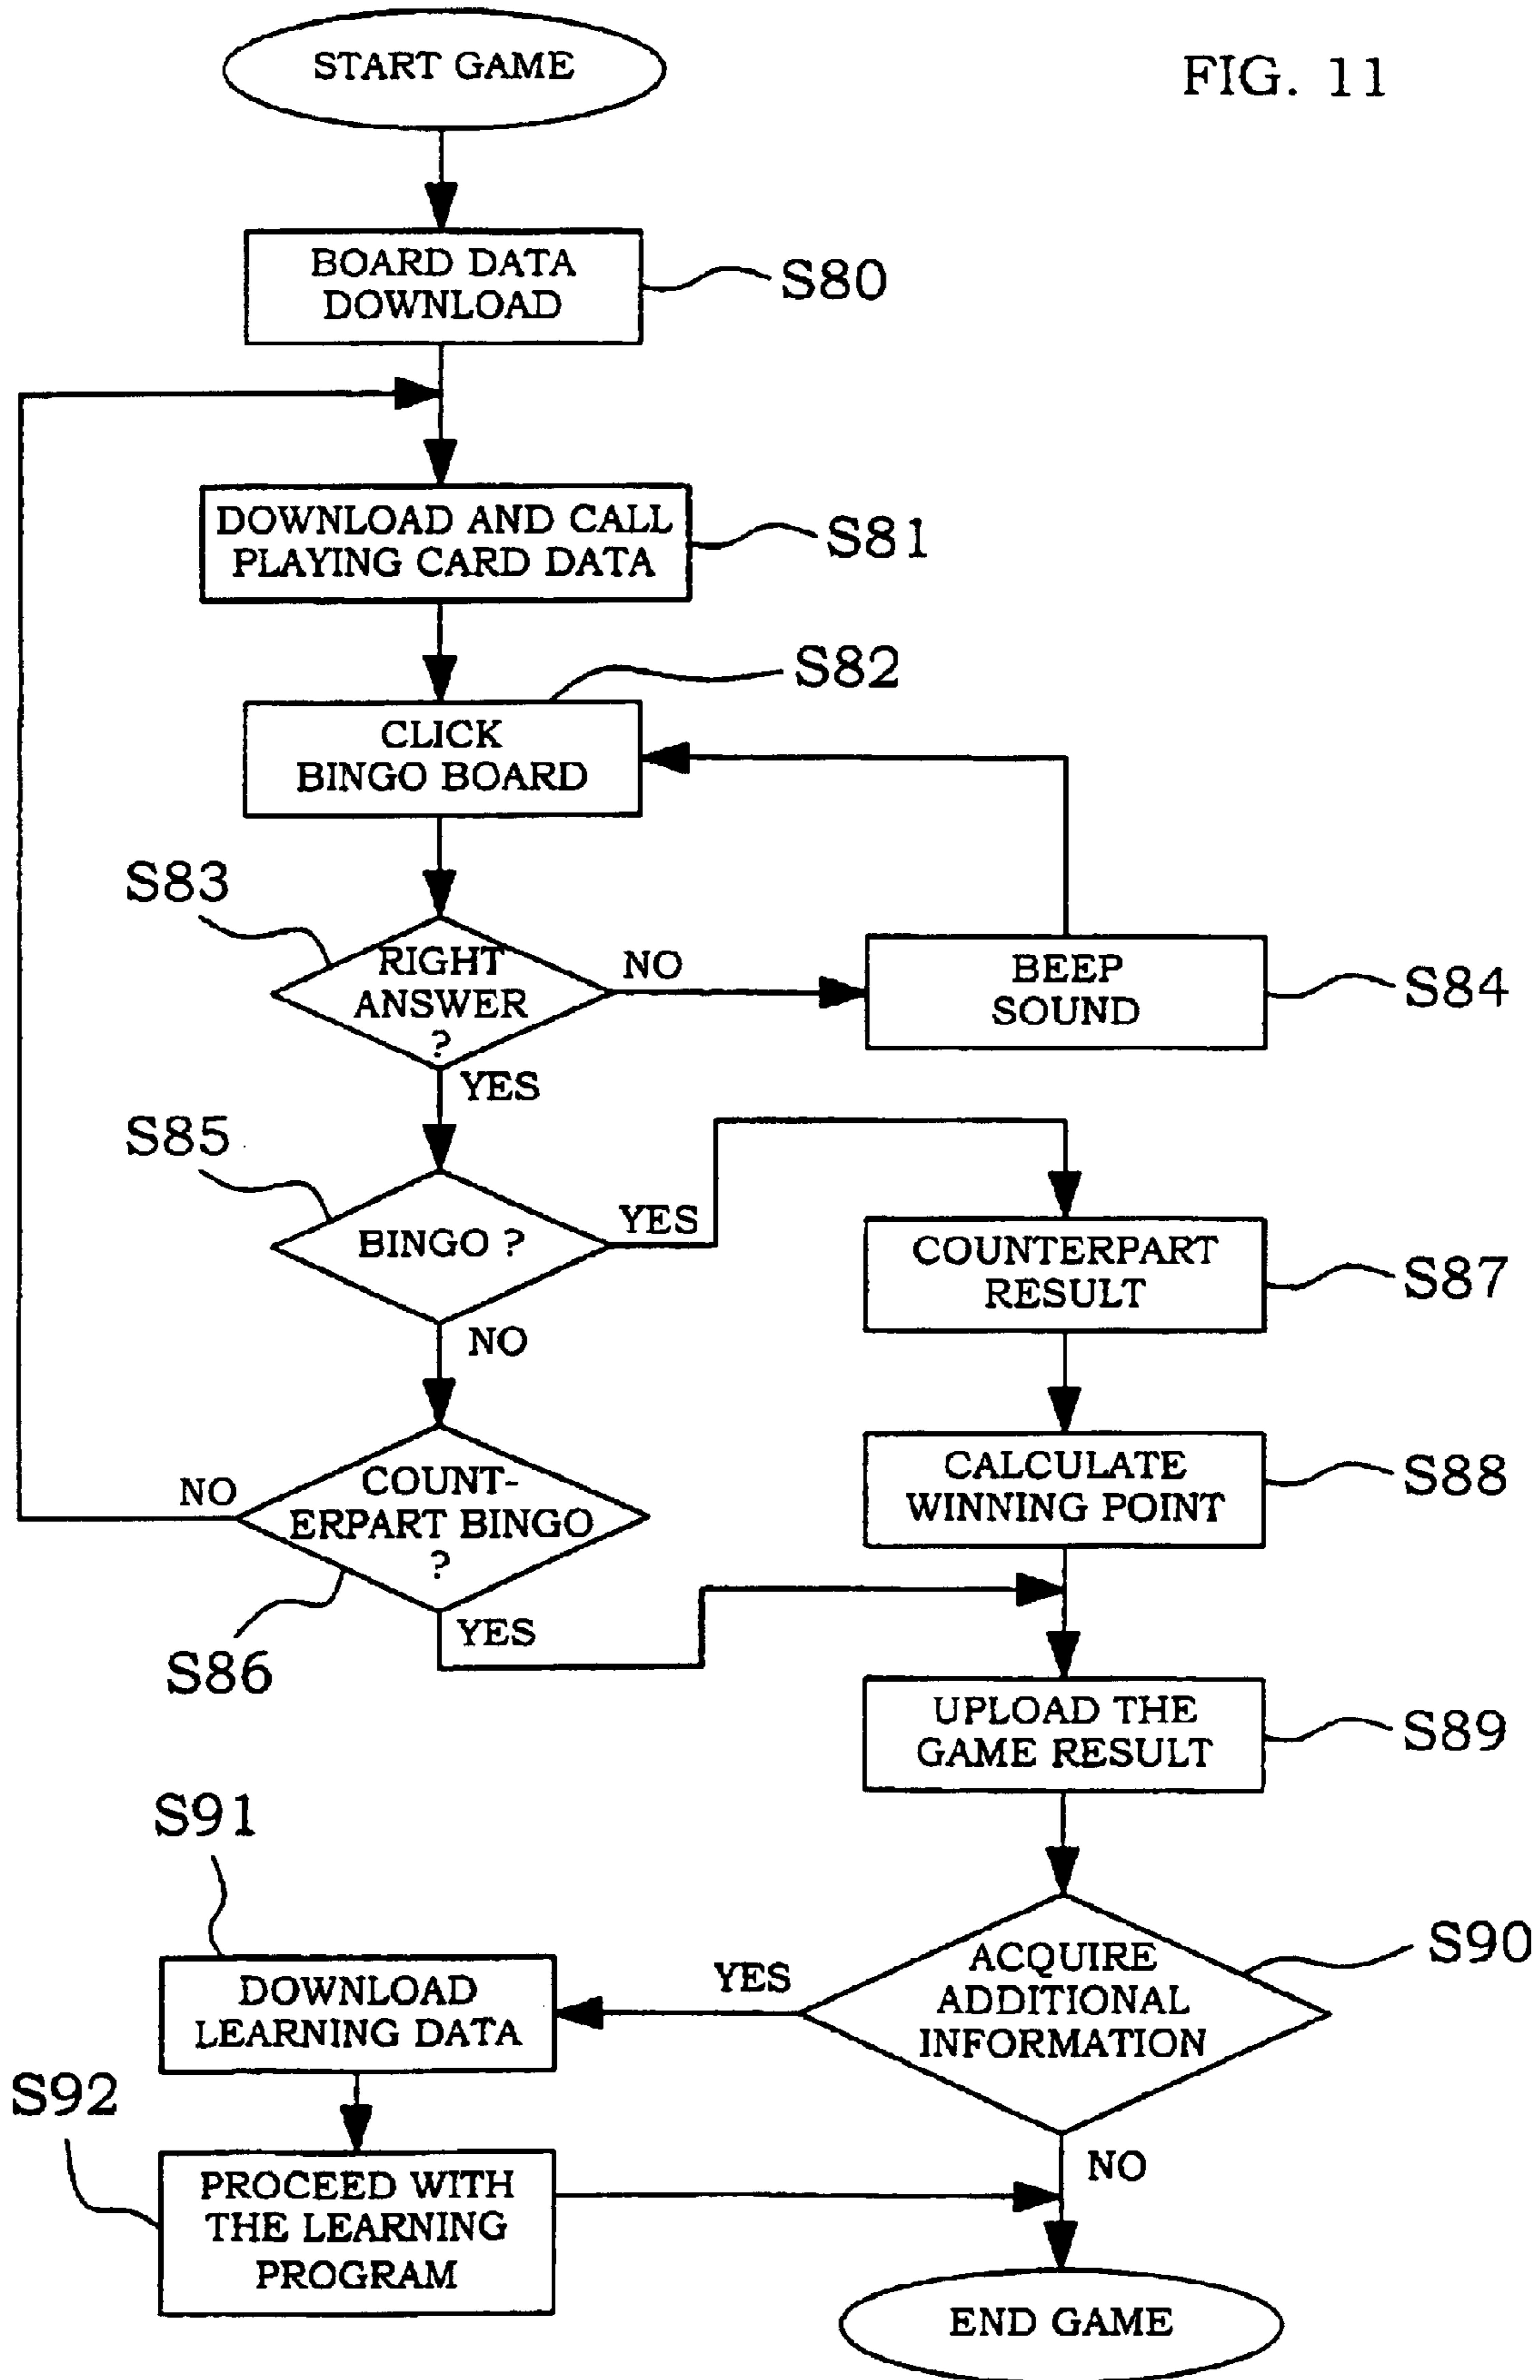 START GAME
FIG. 11
BOARD DATA
DOWNLOAD
S80
DOWNLOAD AND CALL
PLAYING CARD DATA
S81
S82
CLICK
BINGO BOARD
S83
RIGHT
ANSWER
?
NO
BEEP
SOUND
S84
YES
S85
BINGO ?
YES
COUNTERPART
RESULT
S87
NO
COUNT-
ERPART BINGO
?
NO
CALCULATE
WINNING POINT
S88
YES
S86
UPLOAD THE
GAME RESULT
S89
S91
ACQUIRE
ADDITIONAL
INFORMATION
S90
YES
DOWNLOAD
LEARNING DATA
S92
NO
PROCEED WITH
THE LEARNING
PROGRAM
END GAME